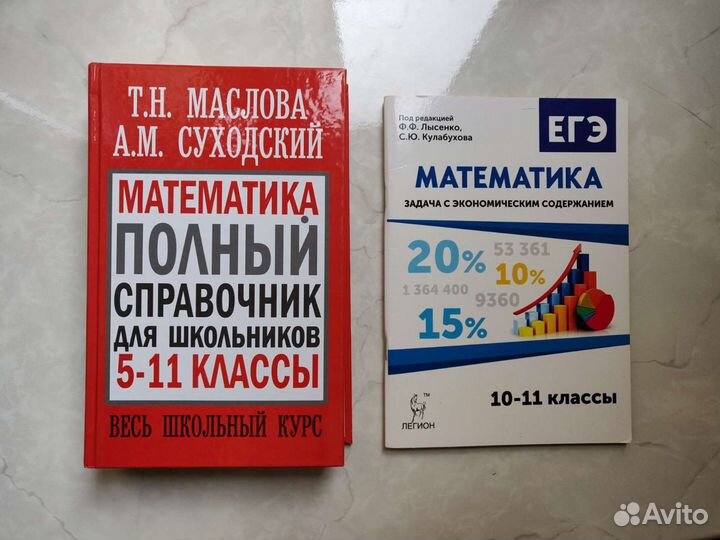 Т.Н. МАСЛОВА
А.М. СУХОДСКИЙ
МАТЕМАТИКА
ПОЛНЫЙ
СПРАВОЧНИК
ДЛЯ ШКОЛЬНИКОВ
5-11 КЛАССЫ
ВЕСЬ ШКОЛЬНЫЙ КУРС
Под редакцией
Ф.Ф. Лысенко,
С.Ю. Кулабухова
ЕГЭ
МАТЕМАТИКА
ЗАДАЧА С ЭКОНОМИЧЕСКИМ СОДЕРЖАНИЕМ
20%
53 361
10%
1 364 400
9360
15%
10-11 классы
TM
ЛЕГИОН
Avito